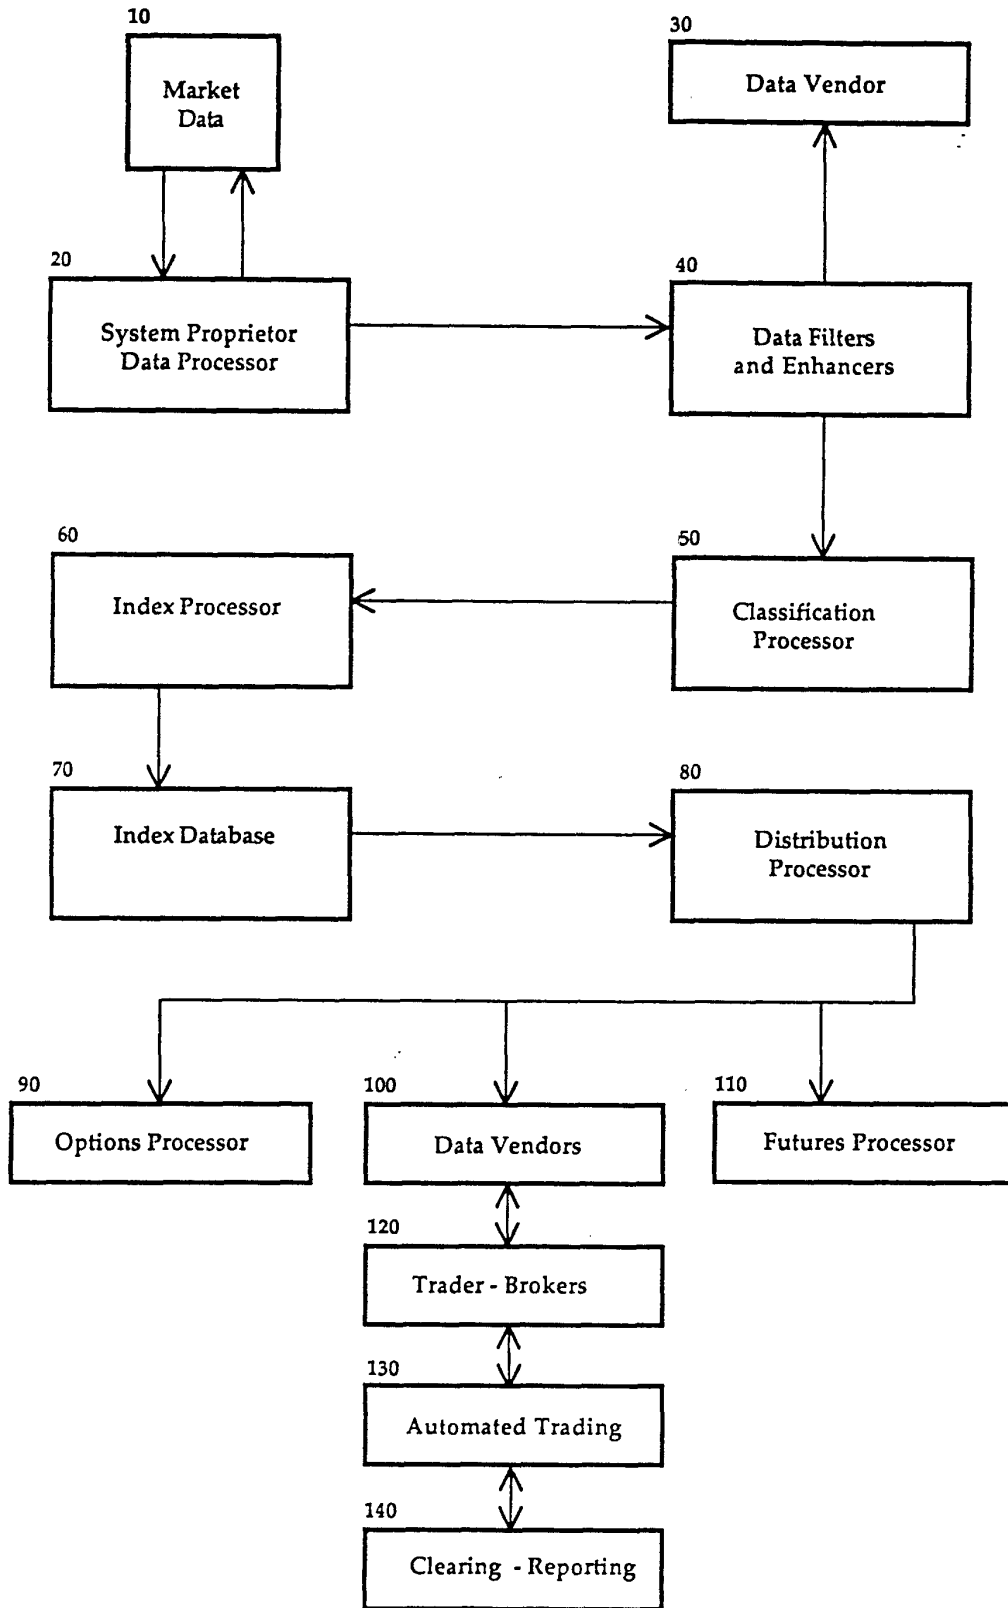 10
Market
Data
30
Data Vendor
20
System Proprietor
Data Processor
40
Data Filters
and Enhancers
60
Index Processor
50
Classification
Processor
70
Index Database
80
Distribution
Processor
90
Options Processor
100
Data Vendors
110
Futures Processor
120
Trader - Brokers
130
Automated Trading
140
Clearing - Reporting